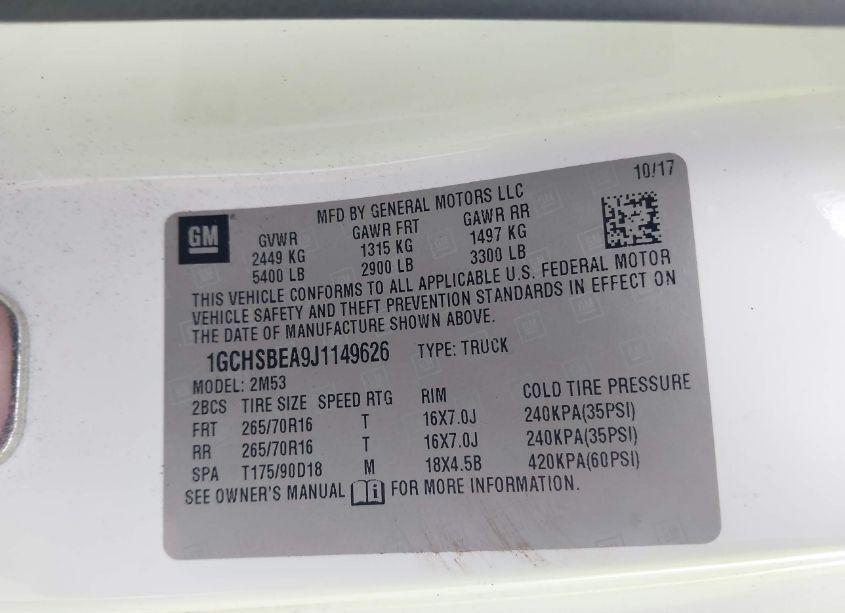 10/17
MFD BY GENERAL MOTORS LLC
GM
GVWR GAWR FRT GAWR RR
2449 KG 1315 KG 1497 KG
5400 LB 2900 LB 3300 LB
THIS VEHICLE CONFORMS TO ALL APPLICABLE U.S. FEDERAL MOTOR
VEHICLE SAFETY AND THEFT PREVENTION STANDARDS IN EFFECT ON
THE DATE OF MANUFACTURE SHOWN ABOVE.
1GCHSBEA9J1149626 TYPE: TRUCK
MODEL: 2M53
2BCS TIRE SIZE SPEED RTG RIM COLD TIRE PRESSURE
FRT 265/70R16 T 16X7.0J 240KPA(35PSI)
RR 265/70R16 T 16X7.0J 240KPA(35PSI)
SPA T175/90D18 M 18X4.5B 420KPA(60PSI)
SEE OWNER'S MANUAL FOR MORE INFORMATION.